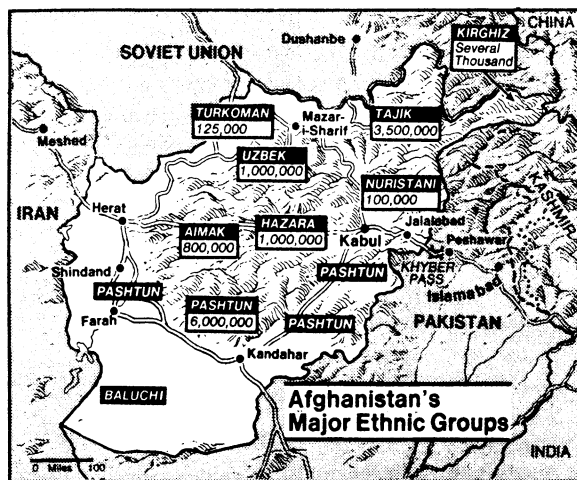 CHINA
KIRGHIZ
Several
Thousand
SOVIET UNION
Dushanbe
TURKOMAN
125,000
Mazar-
i-Sharif
TAJIK
3,500,000
Meshed
UZBEK
1,000,000
NURISTANI
100,000
KASHMIR
IRAN
Herat
AIMAK
800,000
HAZARA
1,000,000
Kabul
Jalalabad
Peshawar
KHYBER
PASS
Islamabad
Shindand
PASHTUN
PASHTUN
Farah
PASHTUN
6,000,000
PASHTUN
PAKISTAN
Kandahar
BALUCHI
Afghanistan's
Major Ethnic Groups
INDIA
0 Miles 100